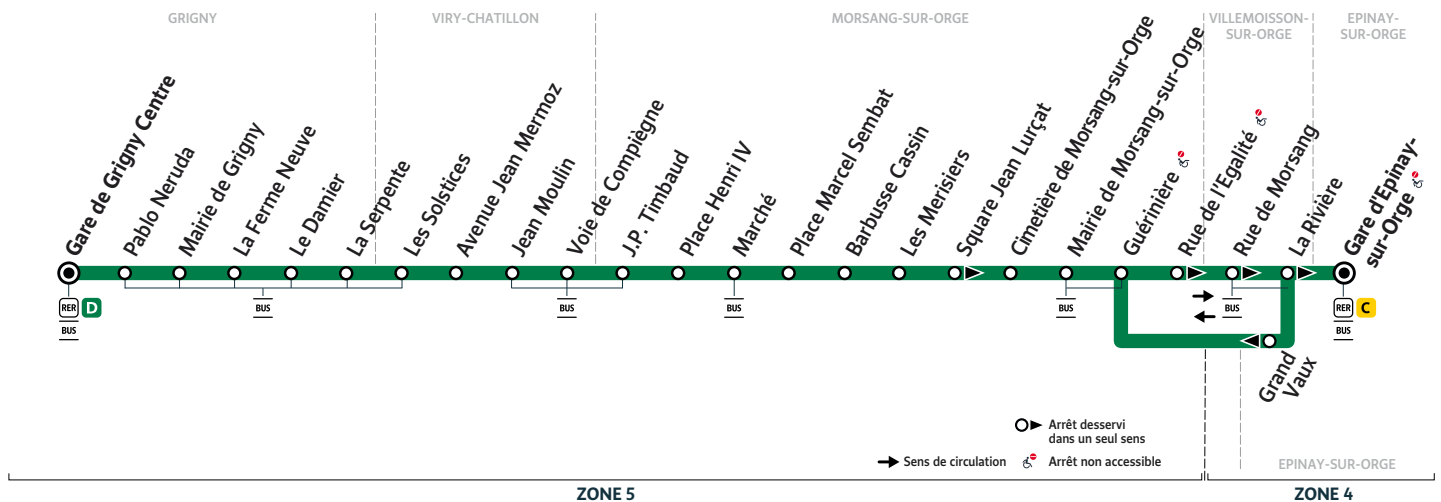 GRIGNY
VIRY-CHATILLON
MORSANG-SUR-ORGE
VILLEMOISSON-
SUR-ORGE
EPINAY-
SUR-ORGE
Gare de Grigny Centre
Pablo Neruda
Mairie de Grigny
La Ferme Neuve
Le Damier
La Serpente
Les Solstices
Avenue Jean Mermoz
Jean Moulin
Voie de Compiègne
J.P. Timbaud
Place Henri IV
Marché
Place Marcel Sembat
Barbusse Cassin
Les Merisiers
Square Jean Lurçat
Cimetière de Morsang-sur-Orge
Mairie de Morsang-sur-Orge
Guérinière
Rue de l'Egalité
Rue de Morsang
La Rivière
Gare d'Epinay-
sur-Orge
RER D
BUS
BUS
BUS
BUS
BUS
BUS
RER C
BUS
Grand
Vaux
Arrêt desservi
dans un seul sens
Sens de circulation
Arrêt non accessible
EPINAY-SUR-ORGE
ZONE 5
ZONE 4